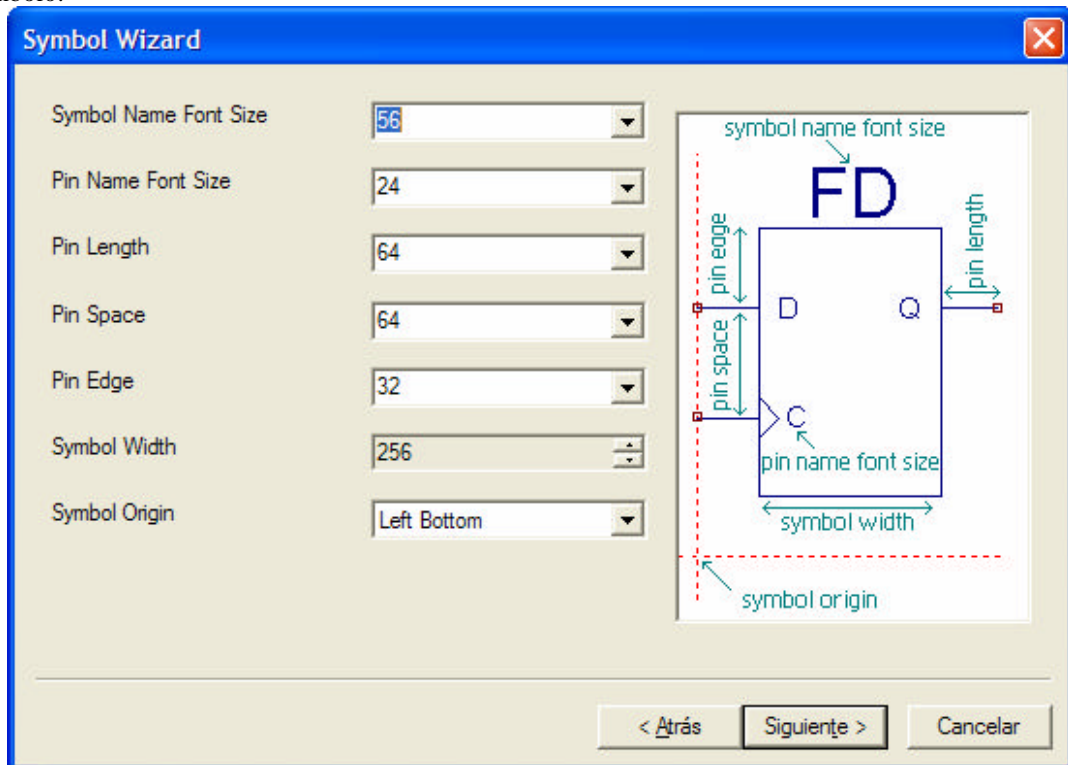 Symbol Wizard
Symbol Name Font Size
56
Pin Name Font Size
24
Pin Length
64
Pin Space
64
Pin Edge
32
Symbol Width
256
Symbol Origin
Left Bottom
symbol name font size
FD
pin edge
pin length
D
Q
pin space
C
pin name font size
symbol width
symbol origin
< Atrás
Siguiente >
Cancelar